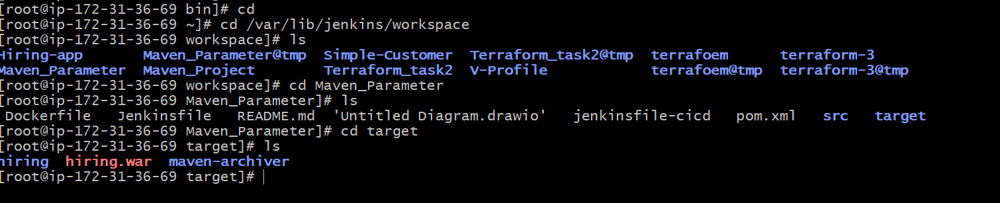 [root@ip-172-31-36-69 bin]# cd
[root@ip-172-31-36-69 ~]# cd /var/lib/jenkins/workspace
[root@ip-172-31-36-69 workspace]# ls
Hiring-app Maven_Parameter@tmp Simple-Customer Terraform_task2@tmp terrafoem terraform-3
Maven_Parameter Maven_Project Terraform_task2 V-Profile terrafoem@tmp terraform-3@tmp
[root@ip-172-31-36-69 workspace]# cd Maven_Parameter
[root@ip-172-31-36-69 Maven_Parameter]# ls
Dockerfile Jenkinsfile README.md 'Untitled Diagram.drawio' jenkinsfile-cicd pom.xml src target
[root@ip-172-31-36-69 Maven_Parameter]# cd target
[root@ip-172-31-36-69 target]# ls
hiring hiring.war maven-archiver
[root@ip-172-31-36-69 target]#